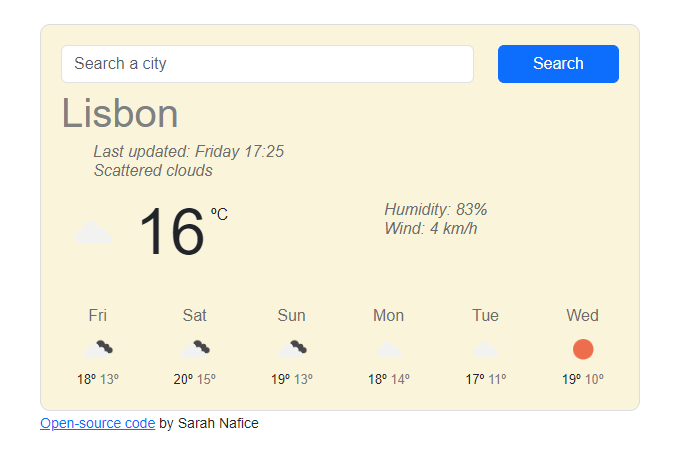 Search a city
Search
Lisbon
Last updated: Friday 17:25
Scattered clouds
16 ºC
Humidity: 83%
Wind: 4 km/h
Fri Sat Sun Mon Tue Wed
18º 13º 20º 15º 19º 13º 18º 14º 17º 11º 19º 10º
Open-source code by Sarah Nafice